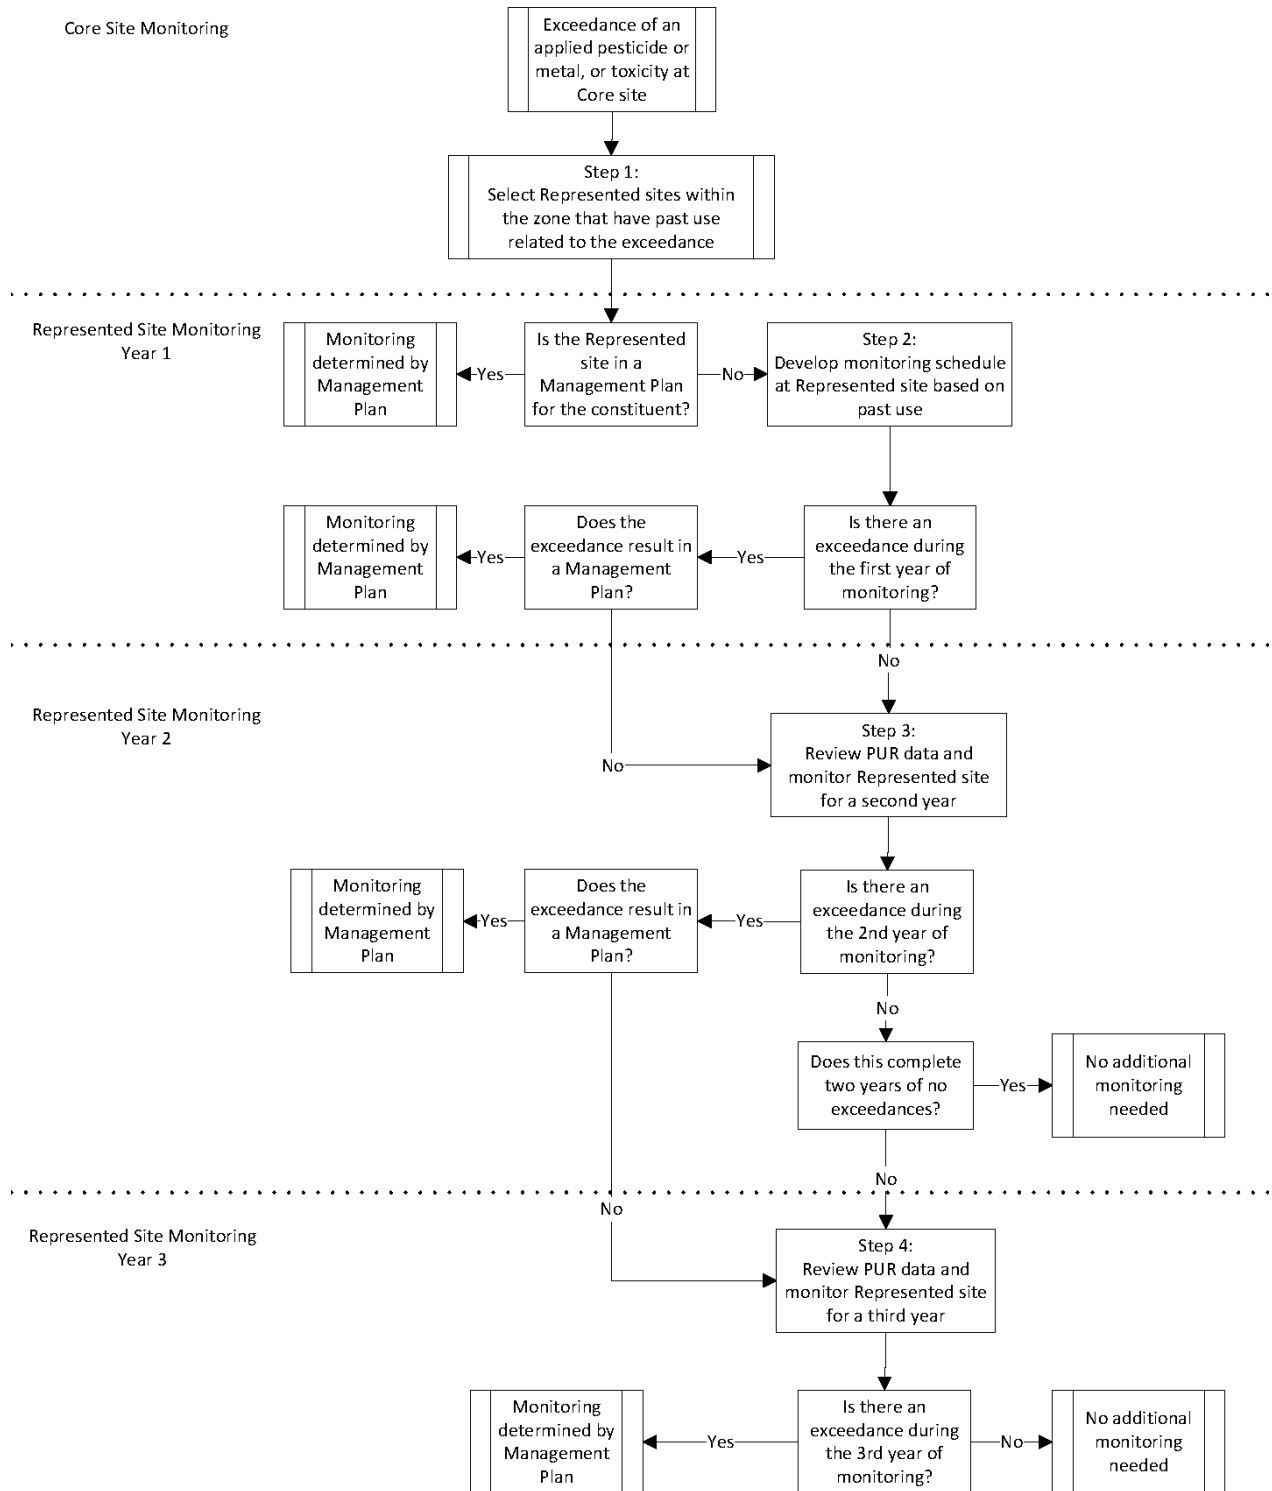 Core Site Monitoring
Exceedance of an
applied pesticide or
metal, or toxicity at
Core site
Step 1:
Select Represented sites within
the zone that have past use
related to the exceedance
Represented Site Monitoring
Year 1
Monitoring
determined by
Management
Plan
Yes
Is the Represented
site in a
Management Plan
for the constituent?
No
Step 2:
Develop monitoring schedule
at Represented site based on
past use
Monitoring
determined by
Management
Plan
Yes
Does the
exceedance result in
a Management
Plan?
Yes
Is there an
exceedance during
the first year of
monitoring?
No
Represented Site Monitoring
Year 2
No
Step 3:
Review PUR data and
monitor Represented site
for a second year
Monitoring
determined by
Management
Plan
Yes
Does the
exceedance result in
a Management
Plan?
Yes
Is there an
exceedance during
the 2nd year of
monitoring?
No
Does this complete
two years of no
exceedances?
Yes
No additional
monitoring
needed
No
Represented Site Monitoring
Year 3
No
Step 4:
Review PUR data and
monitor Represented site
for a third year
Monitoring
determined by
Management
Plan
Yes
Is there an
exceedance during
the 3rd year of
monitoring?
No
No additional
monitoring
needed